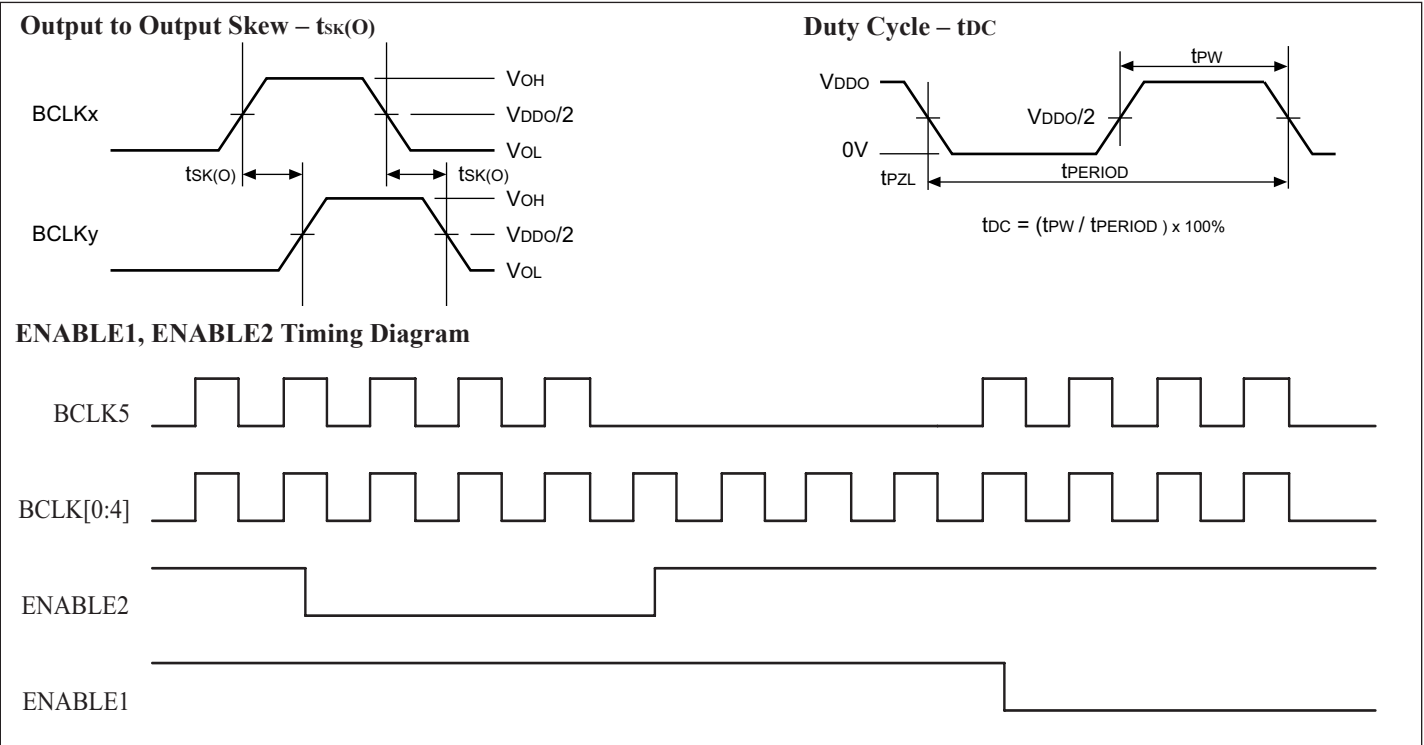 Output to Output Skew – tSK(O)
BCLKx
VOH
VDDO/2
VOL
tSK(O)
tSK(O)
BCLKy
VOH
VDDO/2
VOL
Duty Cycle – tDC
tPW
VDDO
VDDO/2
0V
tPZL
tPERIOD
tDC = (tPW / tPERIOD ) x 100%
ENABLE1, ENABLE2 Timing Diagram
BCLK5
BCLK[0:4]
ENABLE2
ENABLE1